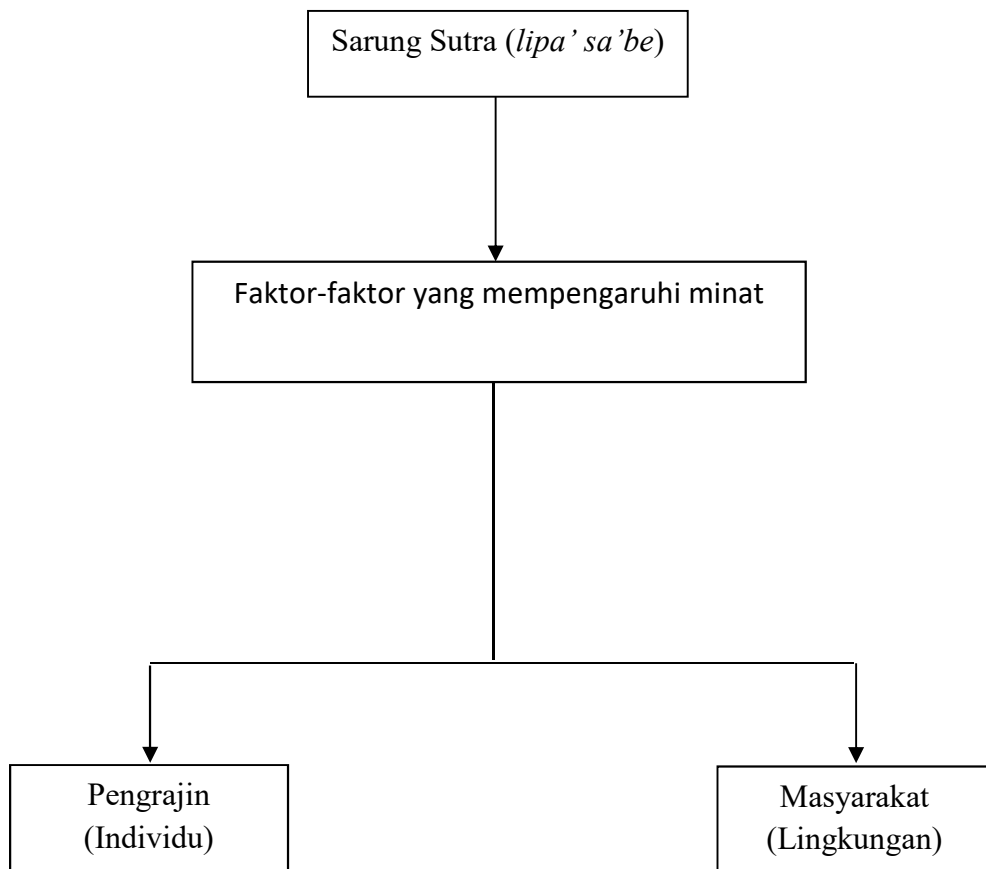 Sarung Sutra (lipa’ sa’be)
Faktor-faktor yang mempengaruhi minat
Pengrajin
(Individu)
Masyarakat
(Lingkungan)